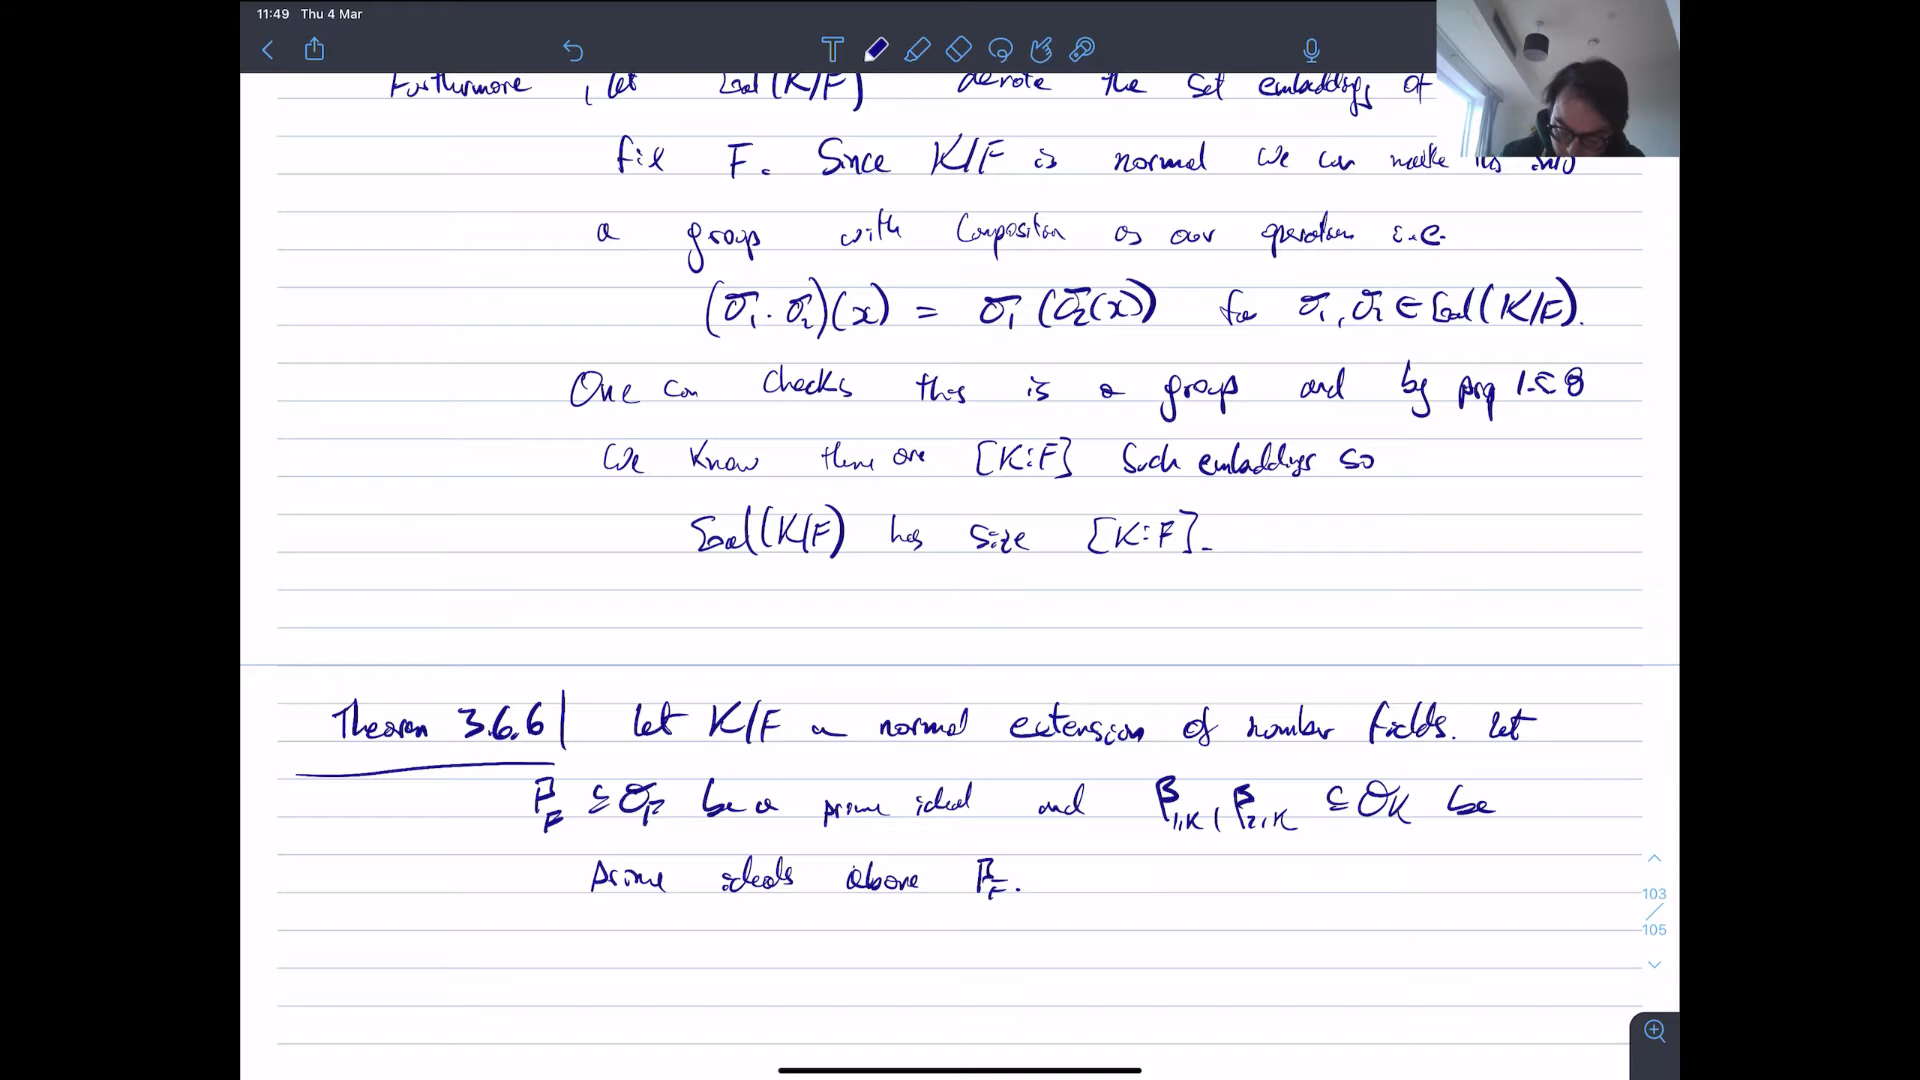 11:49 Thu 4 Mar
Furthermore, let Gal(K/F) denote the set embeddings of
fix F. Since K/F is normal we can make this into
a group with composition as our operation i.e.
(σ₁·σ₂)(x) = σ₁(σ₂(x)) for σ₁,σ₂ ∈ Gal(K/F).
One can checks this is a group and by prop
We know there are [K:F] such embeddings so
Gal(K/F) has size [K:F].
Theorem 3.6.6 | let K/F a normal extension of number fields. let
𝔭_F ⊆ O_F be a prime ideal and 𝔭_{1,K}, 𝔭_{2,K} ⊆ O_K be
prime ideals above 𝔭_F.
103
/
105